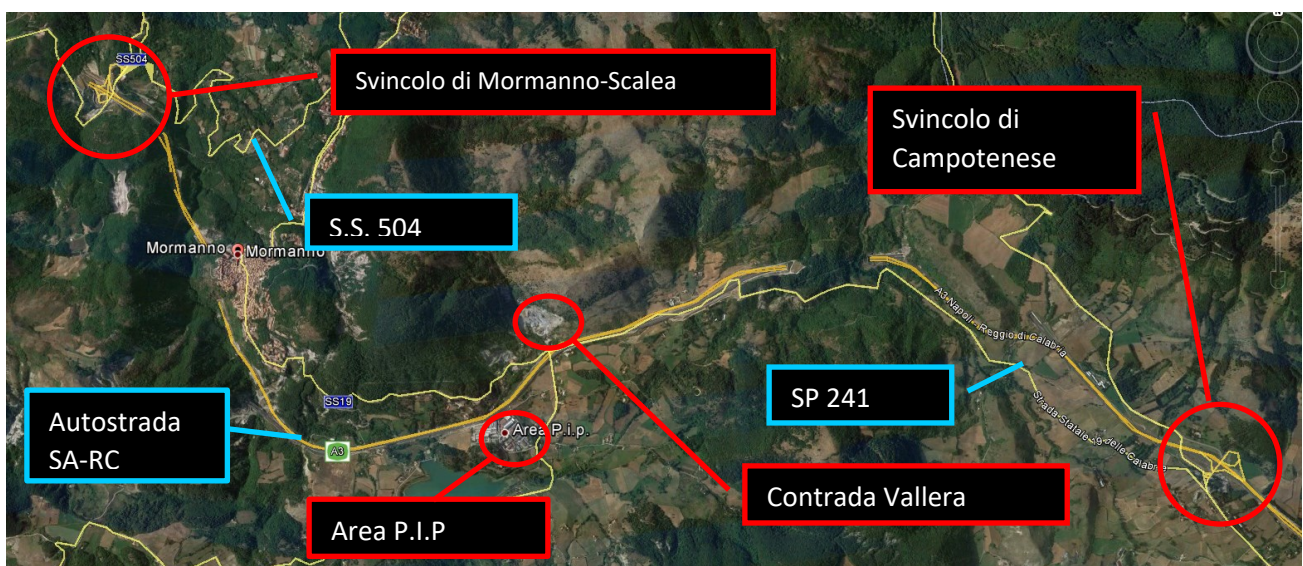 SS504
Svincolo di Mormanno-Scalea
Svincolo di
Campotenese
S.S. 504
Mormanno
Mormanno
A3 Napoli - Reggio di Calabria
SP 241
SS19
Autostrada
SA-RC
Area P.i.p.
Strada Statale 19 delle Calabrie
A3
Contrada Vallera
Area P.I.P